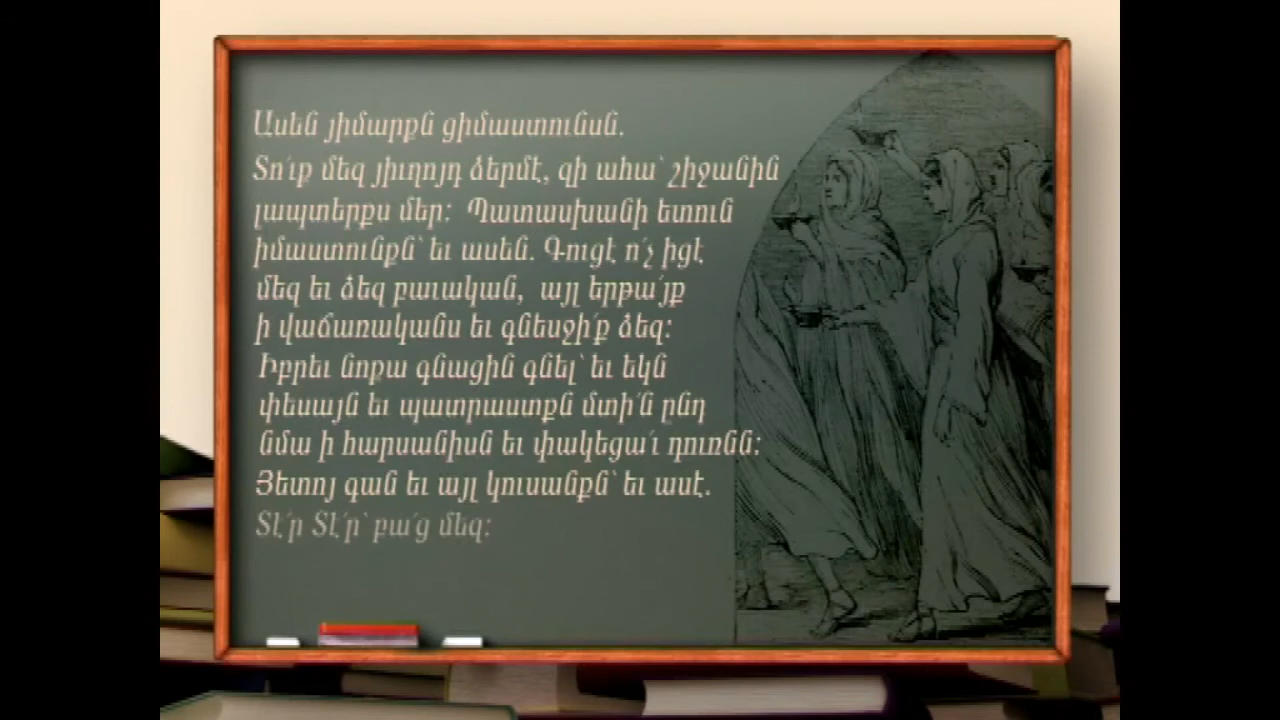 Ասեն յիմարքն ցիմաստունսն.
Տո՛ւք մեզ յիւղոյդ ձերմէ, զի ահա՝ շիջանին
լապտերքս մեր։ Պատասխանի ետուն
իմաստունքն՝ եւ ասեն. Գուցէ ո՛չ իցէ
մեզ եւ ձեզ բաւական, այլ երթա՛յք
ի վաճառականս եւ գնեսջի՛ք ձեզ։
Իբրեւ նոքա գնացին գնել՝ եւ եկն
փեսայն եւ պատրաստքն մտի՛ն ընդ
նմա ի հարսանիսն եւ փակեցա՛ւ դուռնն։
Յետոյ գան եւ այլ կուսանքն՝ եւ ասէ.
Տէ՛ր Տէ՛ր՝ բա՛ց մեզ։